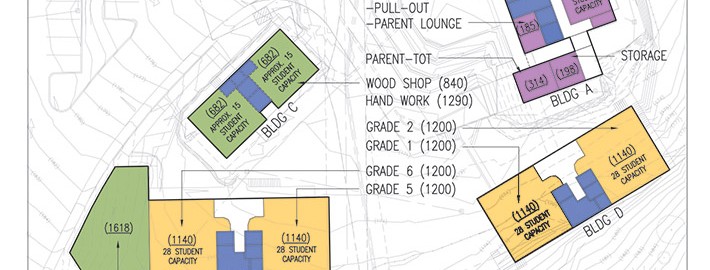 -PULL-OUT
-PARENT LOUNGE
(185)
STUDENT
CAPACITY
PARENT-TOT
STORAGE
(314)
(198)
BLDG A
(682)
APPROX. 15
STUDENT
CAPACITY
(682)
APPROX. 15
STUDENT
CAPACITY
BLDG C
WOOD SHOP (840)
HAND WORK (1290)
GRADE 2 (1200)
GRADE 1 (1200)
GRADE 6 (1200)
GRADE 5 (1200)
(1140)
28 STUDENT
CAPACITY
(1140)
28 STUDENT
CAPACITY
BLDG D
(1618)
(1140)
28 STUDENT
CAPACITY
(1140)
28 STUDENT
CAPACITY